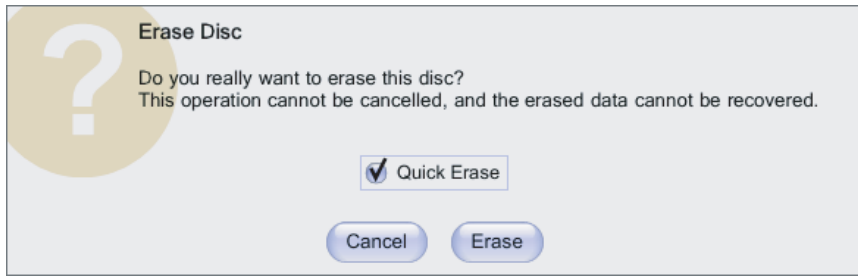 Erase Disc
Do you really want to erase this disc?
This operation cannot be cancelled, and the erased data cannot be recovered.
Quick Erase
Cancel Erase